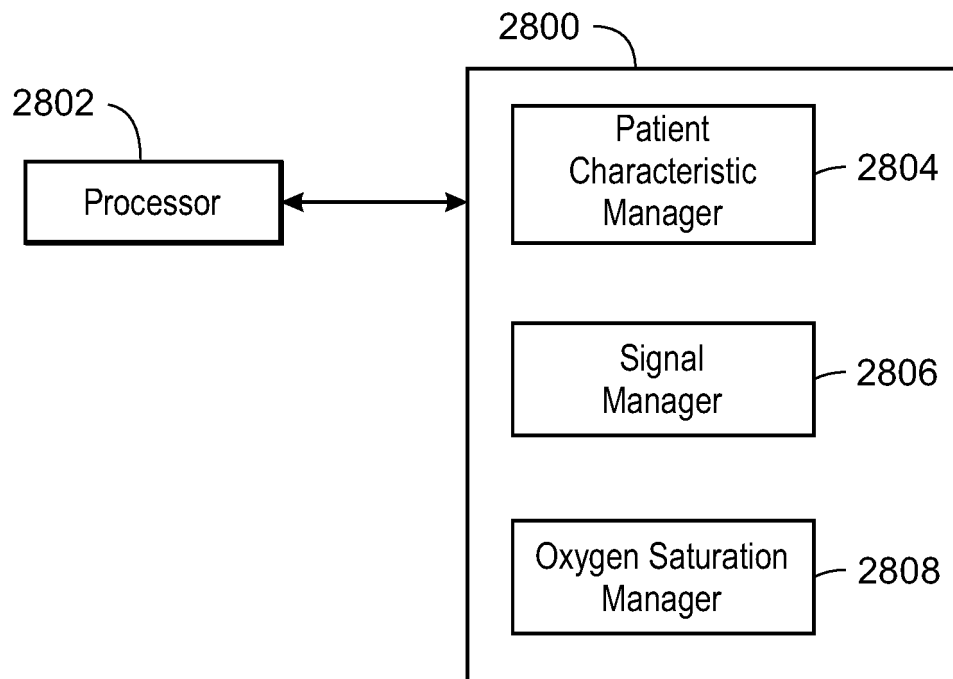 2800
2802
Processor
Patient
Characteristic
Manager
2804
Signal
Manager
2806
Oxygen Saturation
Manager
2808